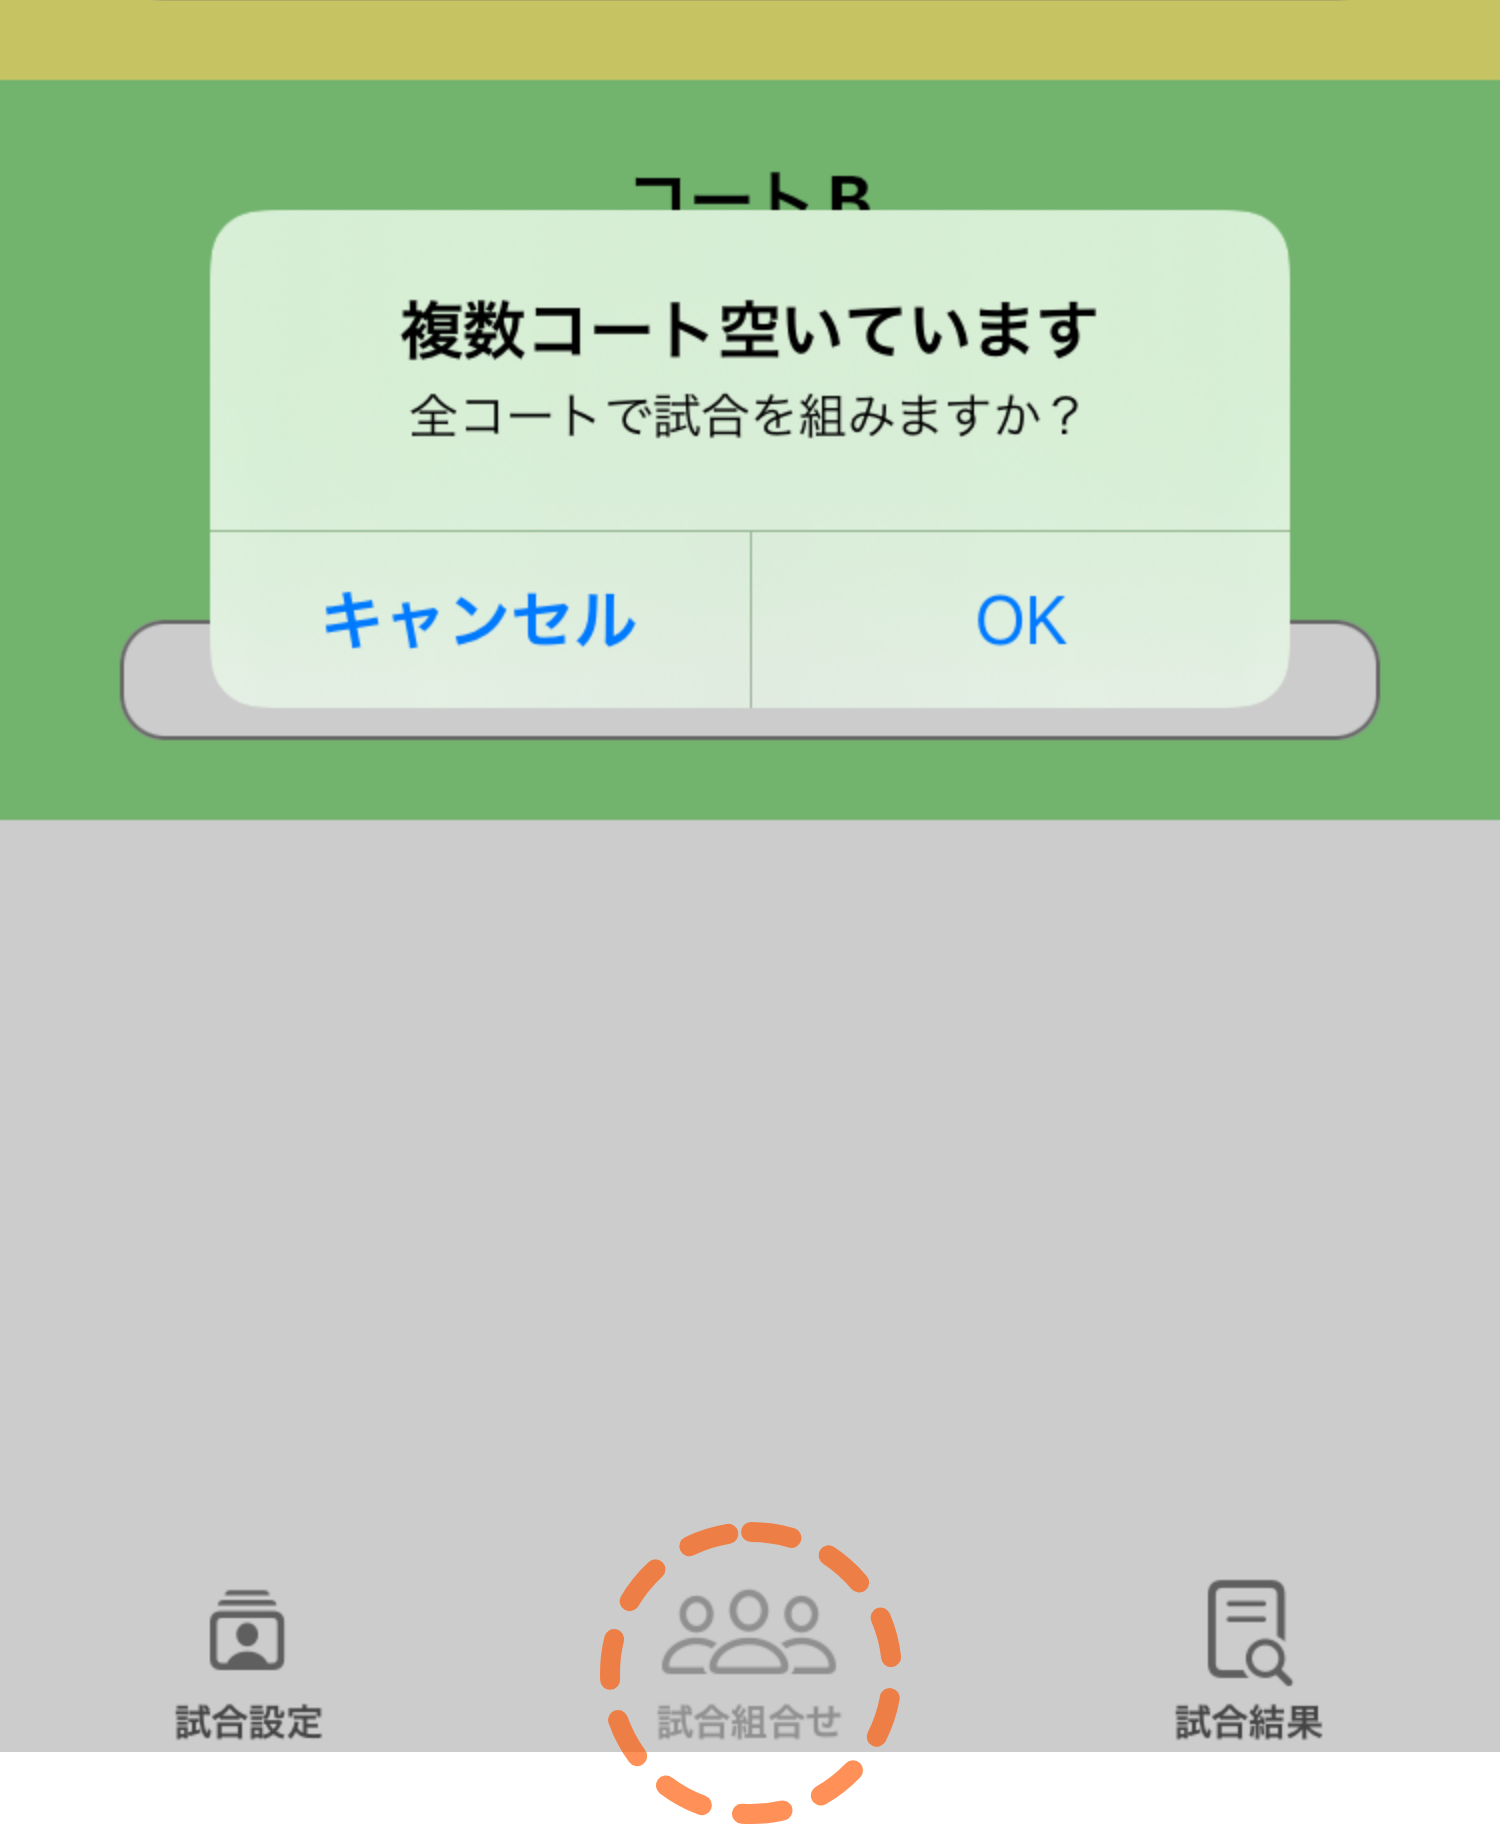 コートB
複数コート空いています
全コートで試合を組みますか？
キャンセル
OK
試合設定
試合組合せ
試合結果